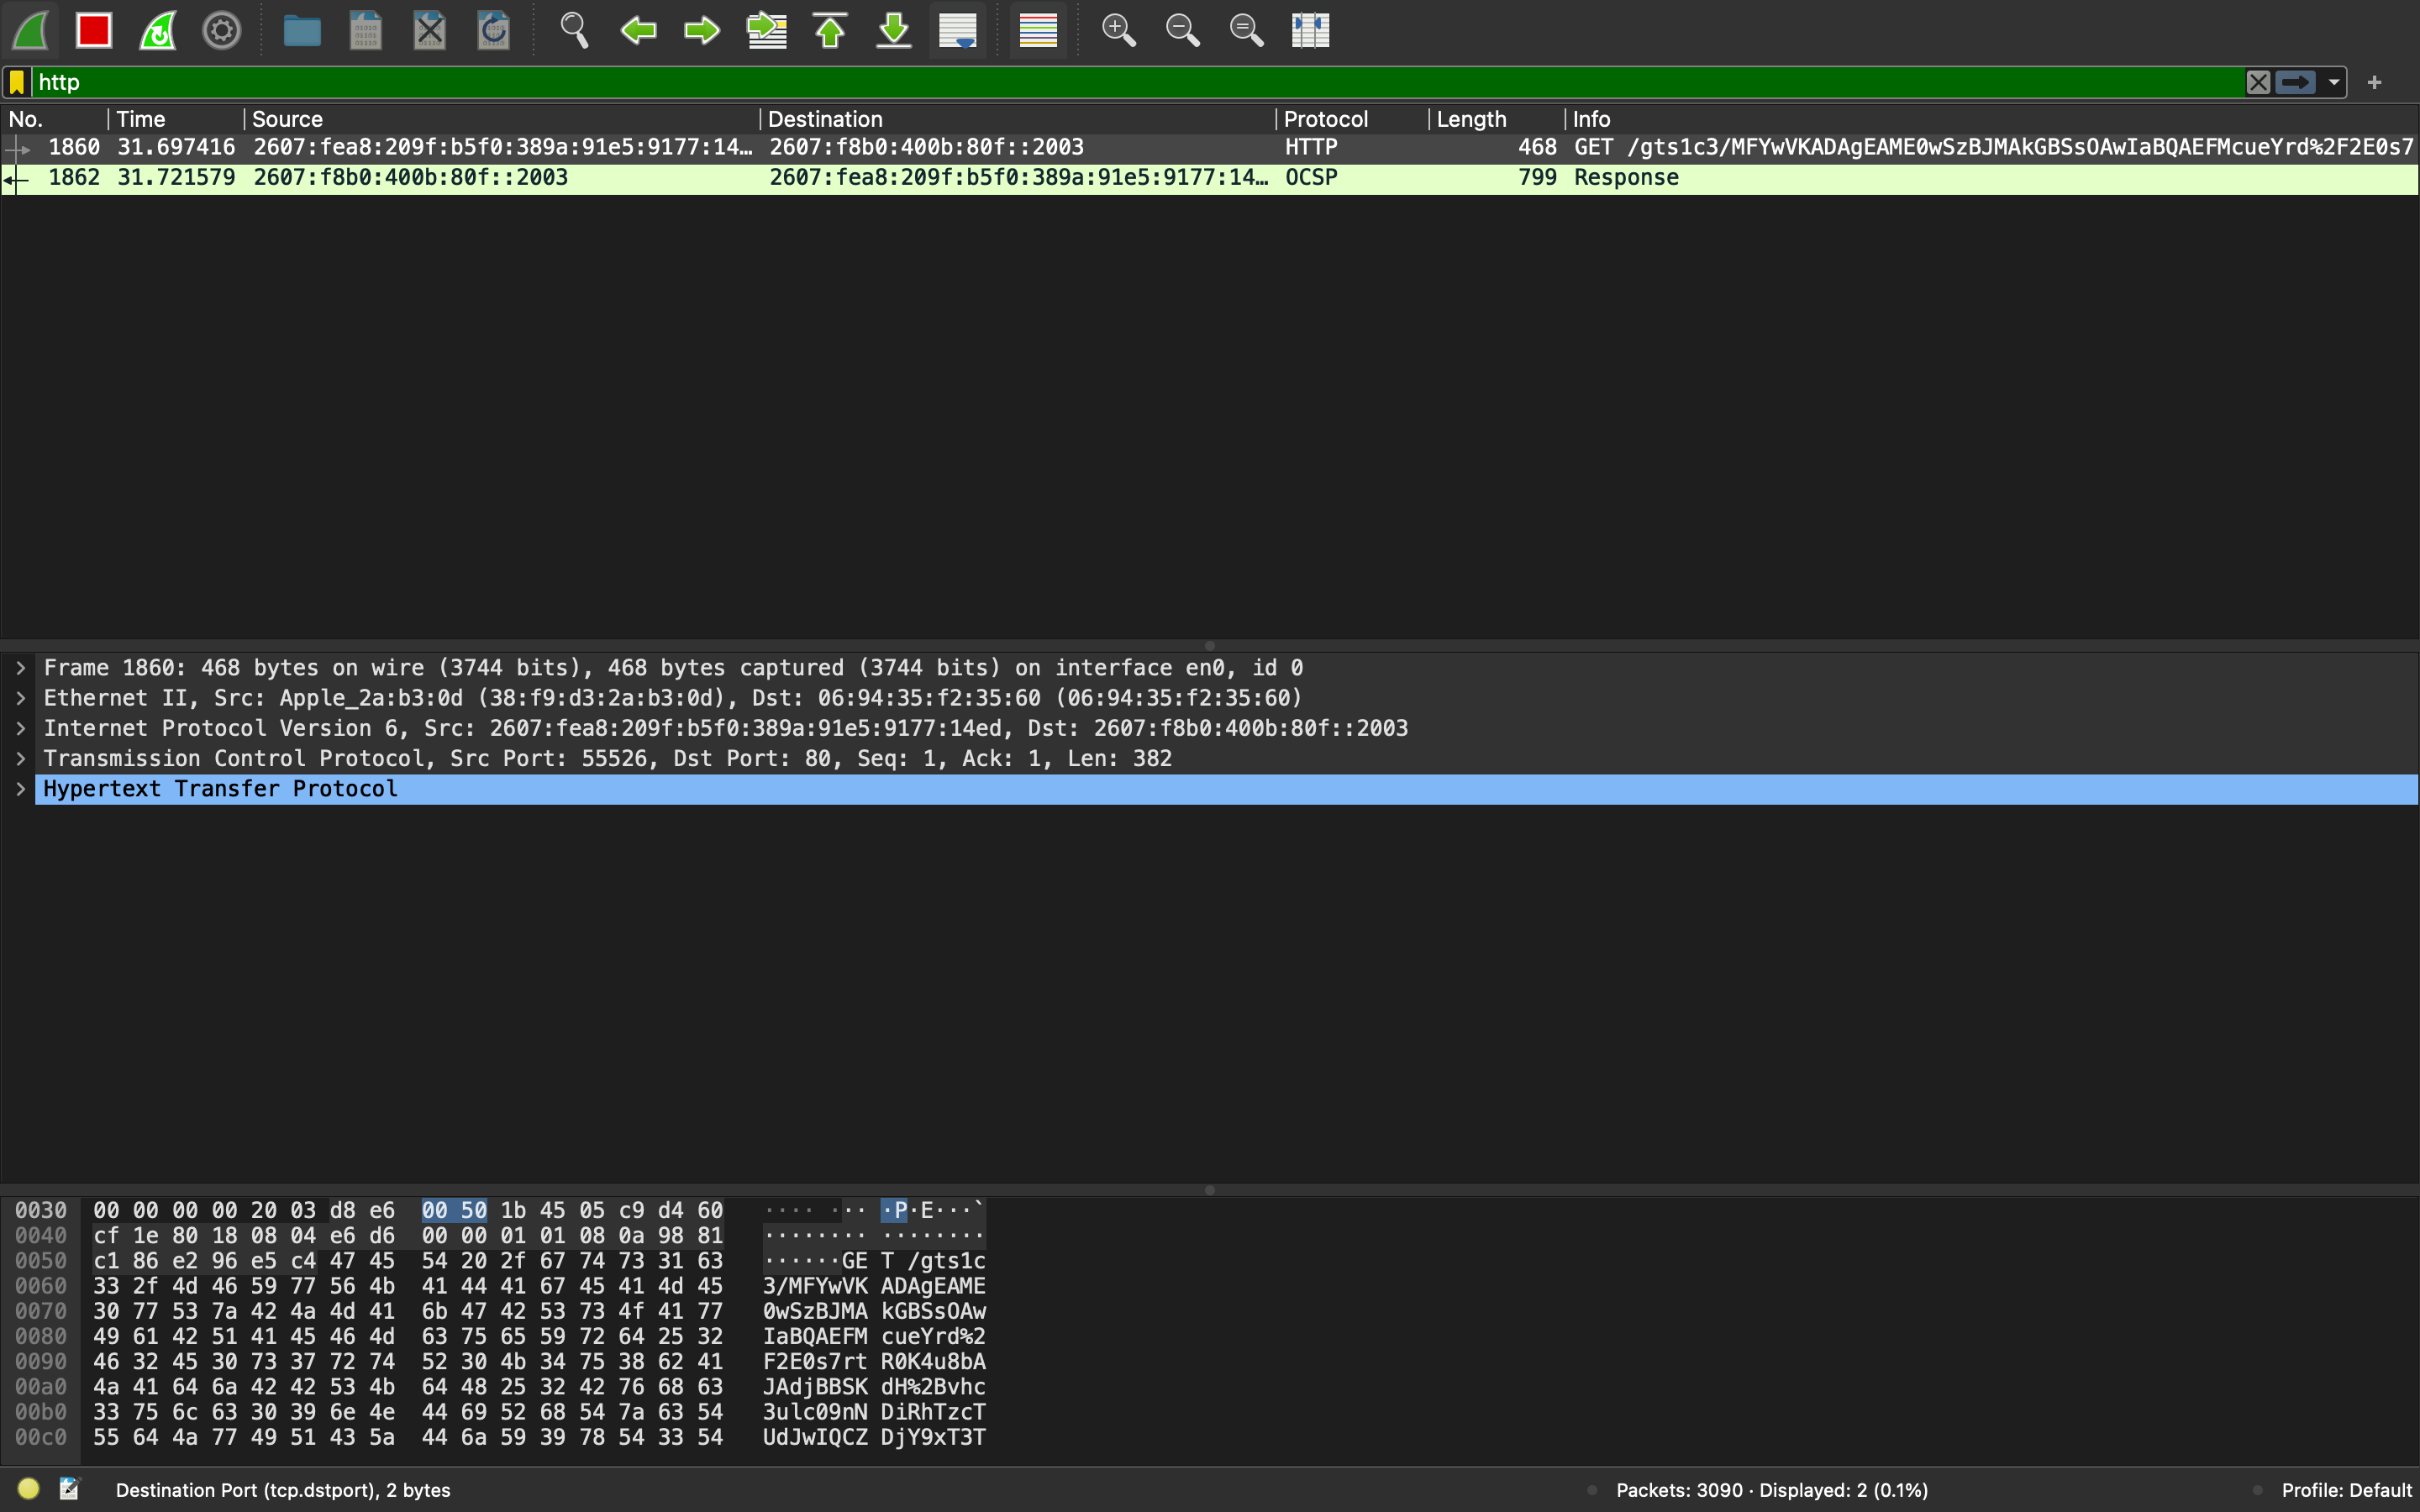 http
No. Time Source Destination Protocol Length Info
1860 31.697416 2607:fea8:209f:b5f0:389a:91e5:9177:14… 2607:f8b0:400b:80f::2003 HTTP 468 GET /gts1c3/MFYwVKADAgEAME0wSzBJMAkGBSsOAwIaBQAEFMcueYrd%2F2E0s7
1862 31.721579 2607:f8b0:400b:80f::2003 2607:fea8:209f:b5f0:389a:91e5:9177:14… OCSP 799 Response
Frame 1860: 468 bytes on wire (3744 bits), 468 bytes captured (3744 bits) on interface en0, id 0
Ethernet II, Src: Apple_2a:b3:0d (38:f9:d3:2a:b3:0d), Dst: 06:94:35:f2:35:60 (06:94:35:f2:35:60)
Internet Protocol Version 6, Src: 2607:fea8:209f:b5f0:389a:91e5:9177:14ed, Dst: 2607:f8b0:400b:80f::2003
Transmission Control Protocol, Src Port: 55526, Dst Port: 80, Seq: 1, Ack: 1, Len: 382
Hypertext Transfer Protocol
0030 00 00 00 00 20 03 d8 e6 00 50 1b 45 05 c9 d4 60 ···· ··· ·P·E···`
0040 cf 1e 80 18 08 04 e6 d6 00 00 01 01 08 0a 98 81 ········ ········
0050 c1 86 e2 96 e5 c4 47 45 54 20 2f 67 74 73 31 63 ······GE T /gts1c
0060 33 2f 4d 46 59 77 56 4b 41 44 41 67 45 41 4d 45 3/MFYwVK ADAgEAME
0070 30 77 53 7a 42 4a 4d 41 6b 47 42 53 73 4f 41 77 0wSzBJMA kGBSsOAw
0080 49 61 42 51 41 45 46 4d 63 75 65 59 72 64 25 32 IaBQAEFM cueYrd%2
0090 46 32 45 30 73 37 72 74 52 30 4b 34 75 38 62 41 F2E0s7rt R0K4u8bA
00a0 4a 41 64 6a 42 42 53 4b 64 48 25 32 42 76 68 63 JAdjBBSK dH%2Bvhc
00b0 33 75 6c 63 30 39 6e 4e 44 69 52 68 54 7a 63 54 3ulc09nN DiRhTzcT
00c0 55 64 4a 77 49 51 43 5a 44 6a 59 39 78 54 33 54 UdJwIQCZ DjY9xT3T
Destination Port (tcp.dstport), 2 bytes Packets: 3090 · Displayed: 2 (0.1%) Profile: Default